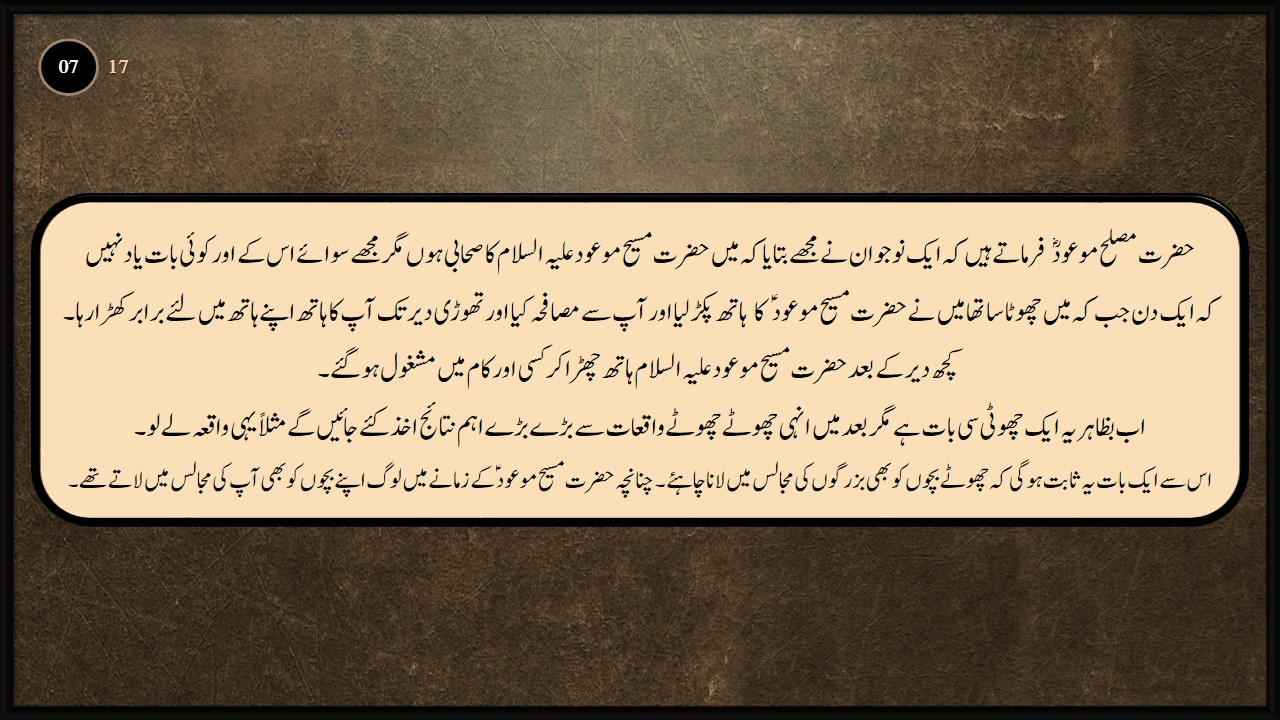 07 17
حضرت مصلح موعودؓ فرماتے ہیں کہ ایک نوجوان نے مجھے بتایا کہ میں حضرت مسیح موعود علیہ السلام کا صحابی ہوں مگر مجھے سوائے اس کے اور کوئی بات یاد نہیں
کہ ایک دن جب کہ میں چھوٹا سا تھا میں نے حضرت مسیح موعودؑ کا ہاتھ پکڑ لیا اور آپ سے مصافحہ کیا اور تھوڑی دیر تک آپ کا ہاتھ اپنے ہاتھ میں لئے برابر کھڑا رہا۔
کچھ دیر کے بعد حضرت مسیح موعود علیہ السلام ہاتھ چھڑا کر کسی اور کام میں مشغول ہو گئے۔
اب بظاہر یہ ایک چھوٹی سی بات ہے مگر بعد میں انہی چھوٹے چھوٹے واقعات سے بڑے بڑے اہم نتائج اخذ کئے جائیں گے مثلاً یہی واقعہ لے لو۔
اس سے ایک بات یہ ثابت ہو گی کہ چھوٹے بچوں کو بھی بزرگوں کی مجالس میں لانا چاہئے۔ چنانچہ حضرت مسیح موعودؑ کے زمانے میں لوگ اپنے بچوں کو بھی آپ کی مجالس میں لاتے تھے۔